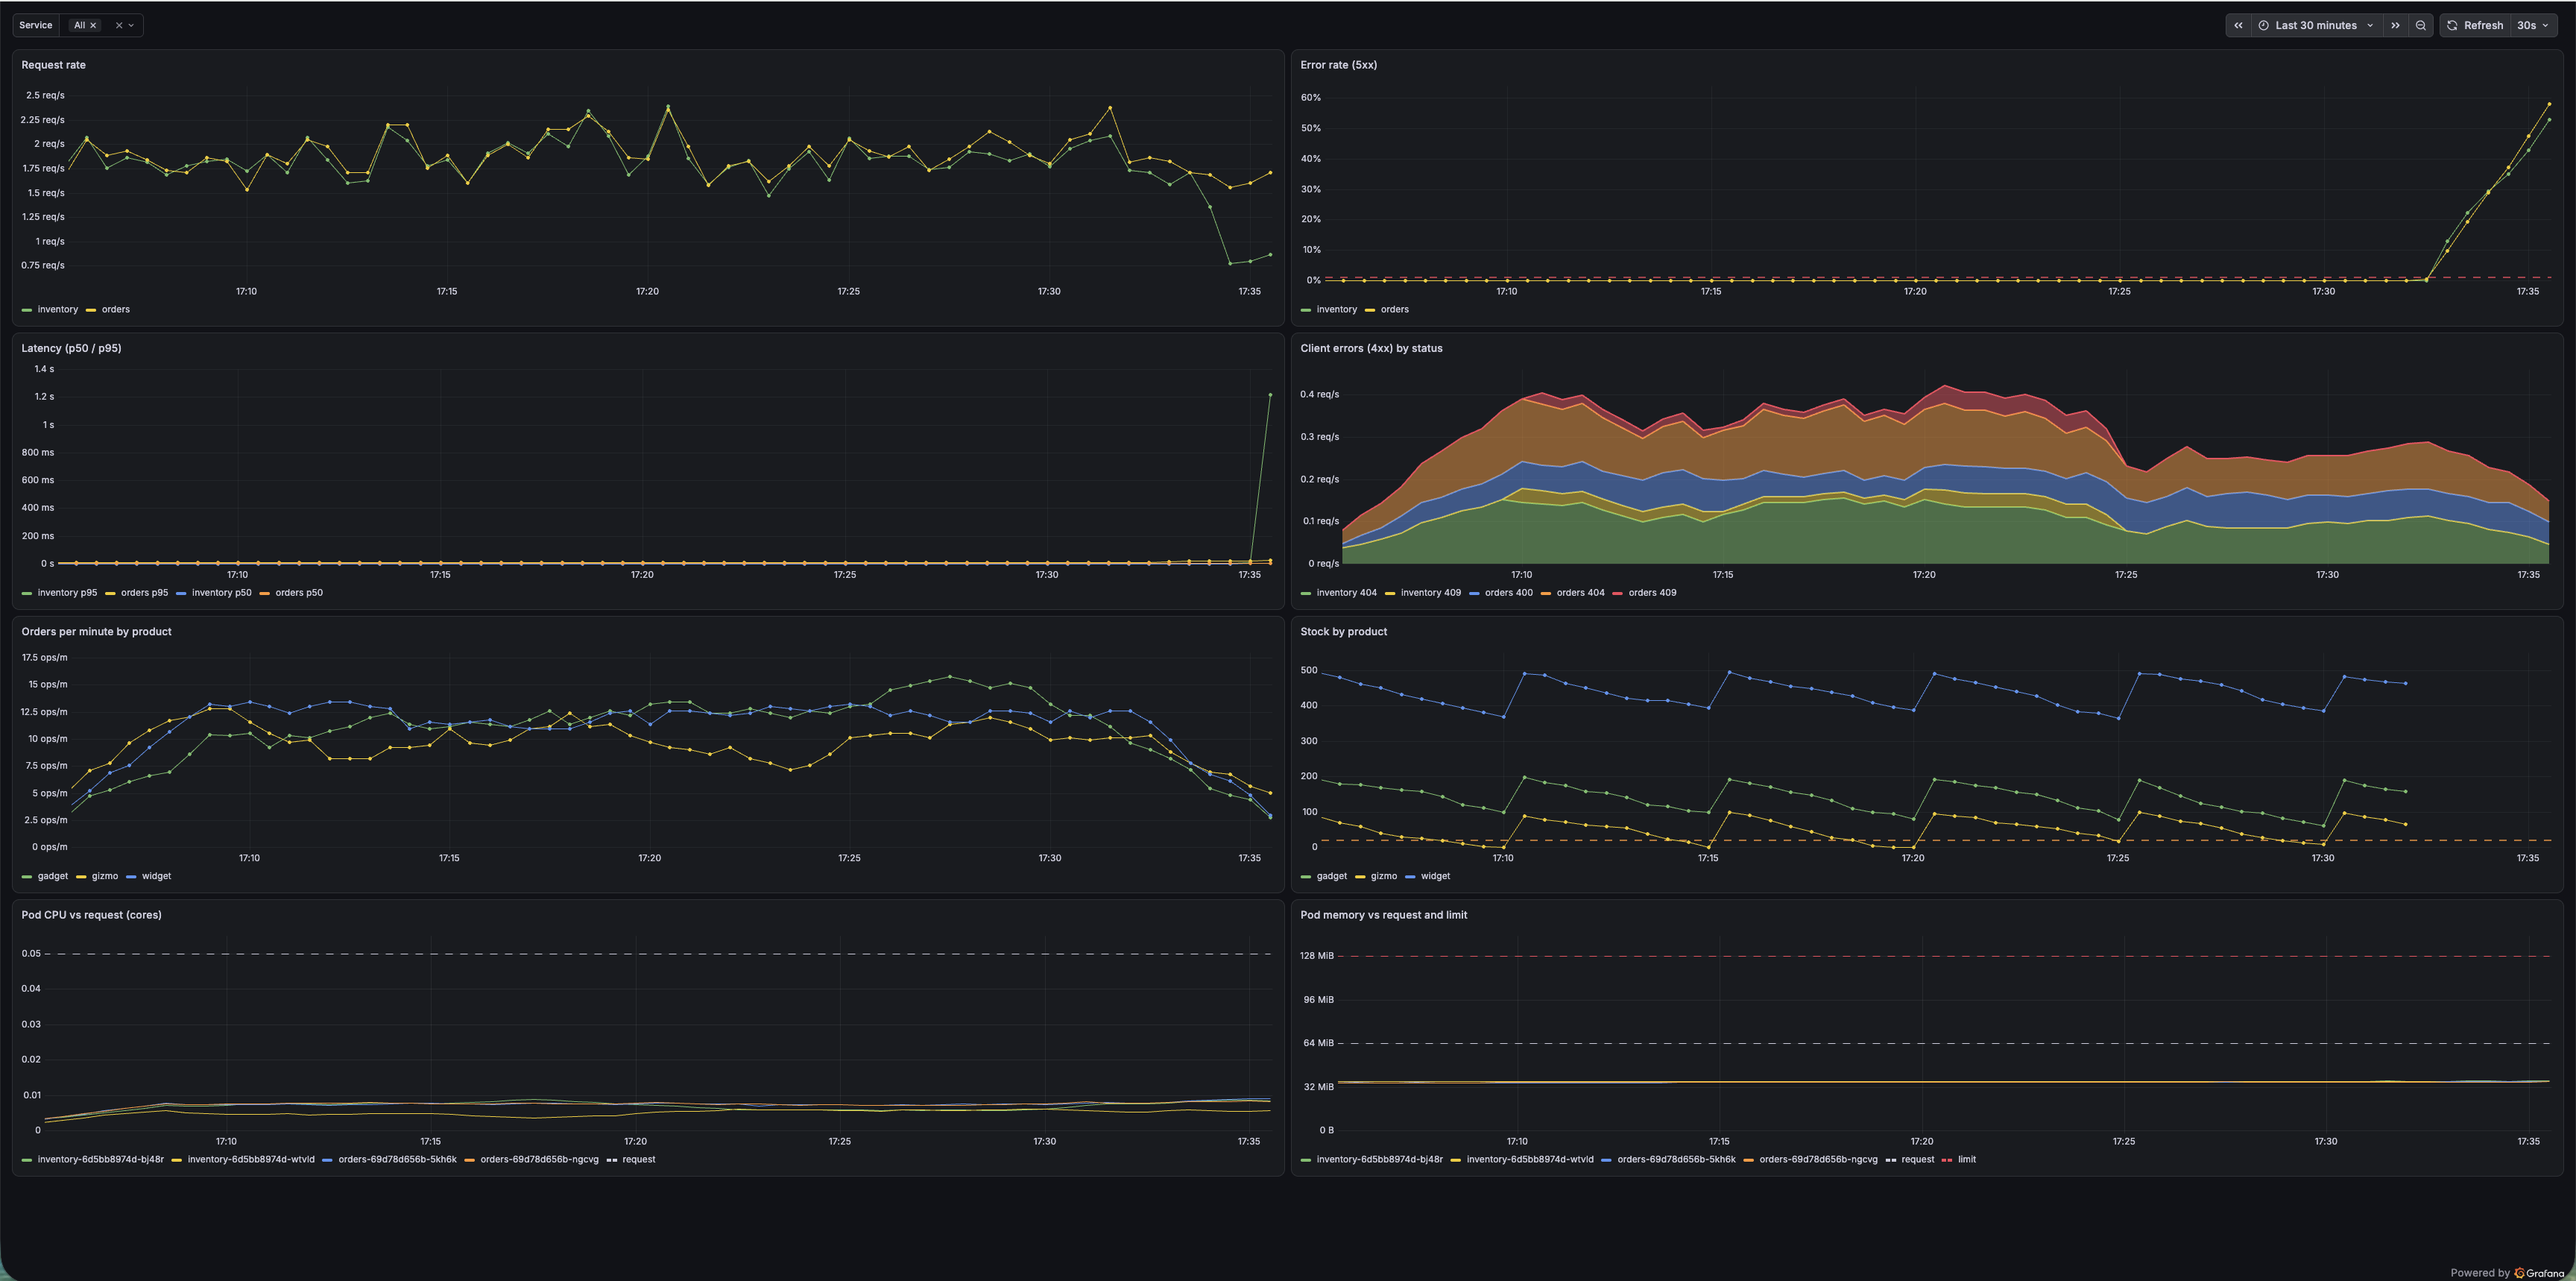 Service All
Last 30 minutes Refresh 30s
Request rate
2.5 req/s
2.25 req/s
2 req/s
1.75 req/s
1.5 req/s
1.25 req/s
1 req/s
0.75 req/s
17:10 17:15 17:20 17:25 17:30 17:35
inventory orders
Error rate (5xx)
60%
50%
40%
30%
20%
10%
0%
17:10 17:15 17:20 17:25 17:30 17:35
inventory orders
Latency (p50 / p95)
1.4 s
1.2 s
1 s
800 ms
600 ms
400 ms
200 ms
0 s
17:10 17:15 17:20 17:25 17:30 17:35
inventory p95 orders p95 inventory p50 orders p50
Client errors (4xx) by status
0.4 req/s
0.3 req/s
0.2 req/s
0.1 req/s
0 req/s
17:10 17:15 17:20 17:25 17:30 17:35
inventory 404 inventory 409 orders 400 orders 404 orders 409
Orders per minute by product
17.5 ops/m
15 ops/m
12.5 ops/m
10 ops/m
7.5 ops/m
5 ops/m
2.5 ops/m
0 ops/m
17:10 17:15 17:20 17:25 17:30 17:35
gadget gizmo widget
Stock by product
500
400
300
200
100
0
17:10 17:15 17:20 17:25 17:30 17:35
gadget gizmo widget
Pod CPU vs request (cores)
0.05
0.04
0.03
0.02
0.01
0
17:10 17:15 17:20 17:25 17:30 17:35
inventory-6d5bb8974d-bj48r inventory-6d5bb8974d-wtvld orders-69d78d656b-5kh6k orders-69d78d656b-ngcvg request
Pod memory vs request and limit
128 MiB
96 MiB
64 MiB
32 MiB
0 B
17:10 17:15 17:20 17:25 17:30 17:35
inventory-6d5bb8974d-bj48r inventory-6d5bb8974d-wtvld orders-69d78d656b-5kh6k orders-69d78d656b-ngcvg request limit
Powered by Grafana